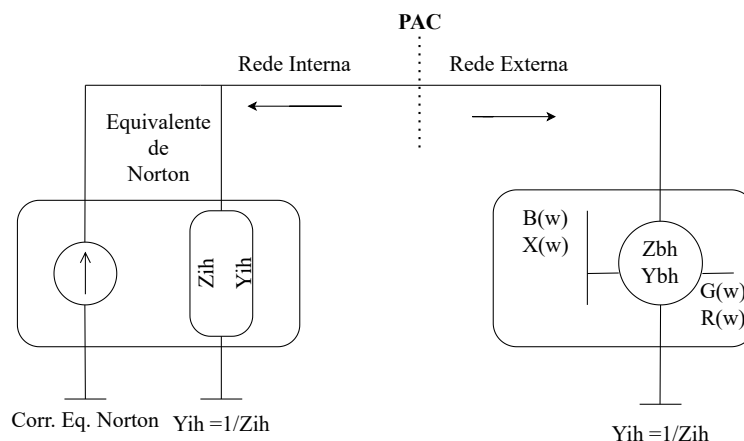 PAC
Rede Interna
Rede Externa
Equivalente
de
Norton
Zih
Yih
B(w)
X(w)
Zbh
Ybh
G(w)
R(w)
Corr. Eq. Norton
Yih =1/Zih
Yih =1/Zih